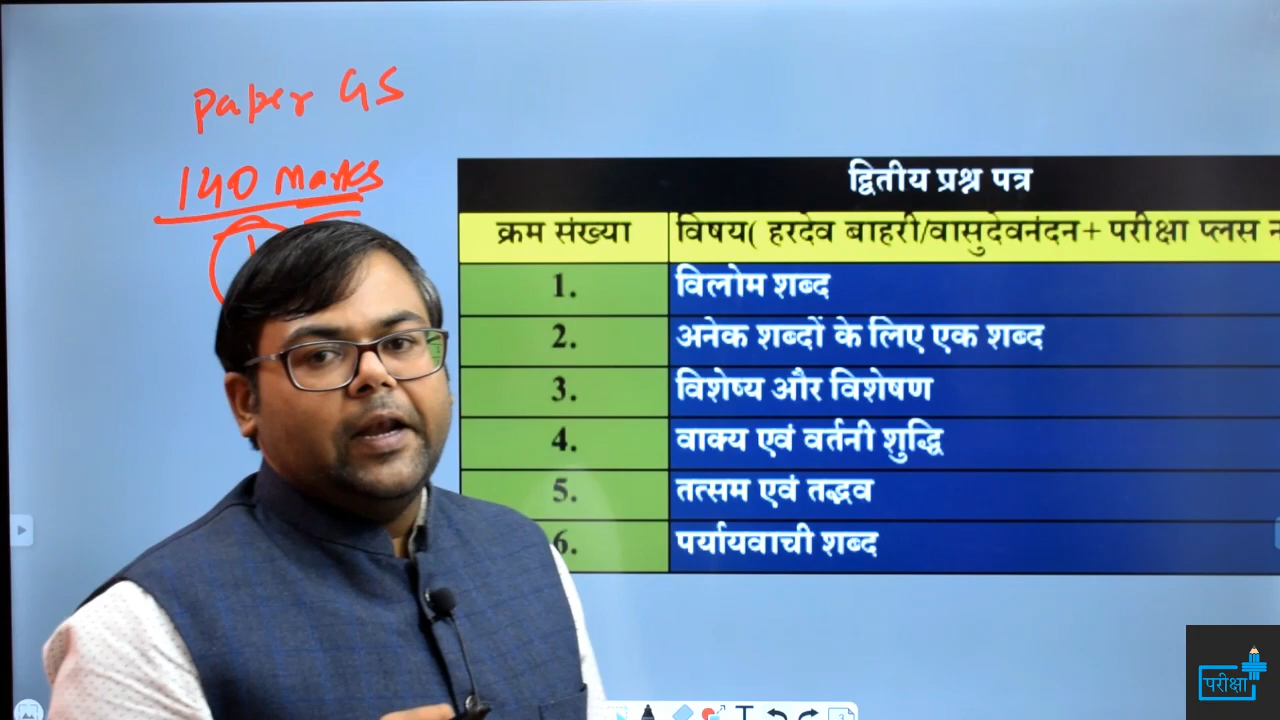 Paper GS
140 Marks
द्वितीय प्रश्न पत्र
क्रम संख्या विषय( हरदेव बाहरी/वासुदेवनंदन+ परीक्षा प्लस
1. विलोम शब्द
2. अनेक शब्दों के लिए एक शब्द
3. विशेष्य और विशेषण
4. वाक्य एवं वर्तनी शुद्धि
5. तत्सम एवं तद्भव
6. पर्यायवाची शब्द
परीक्षा